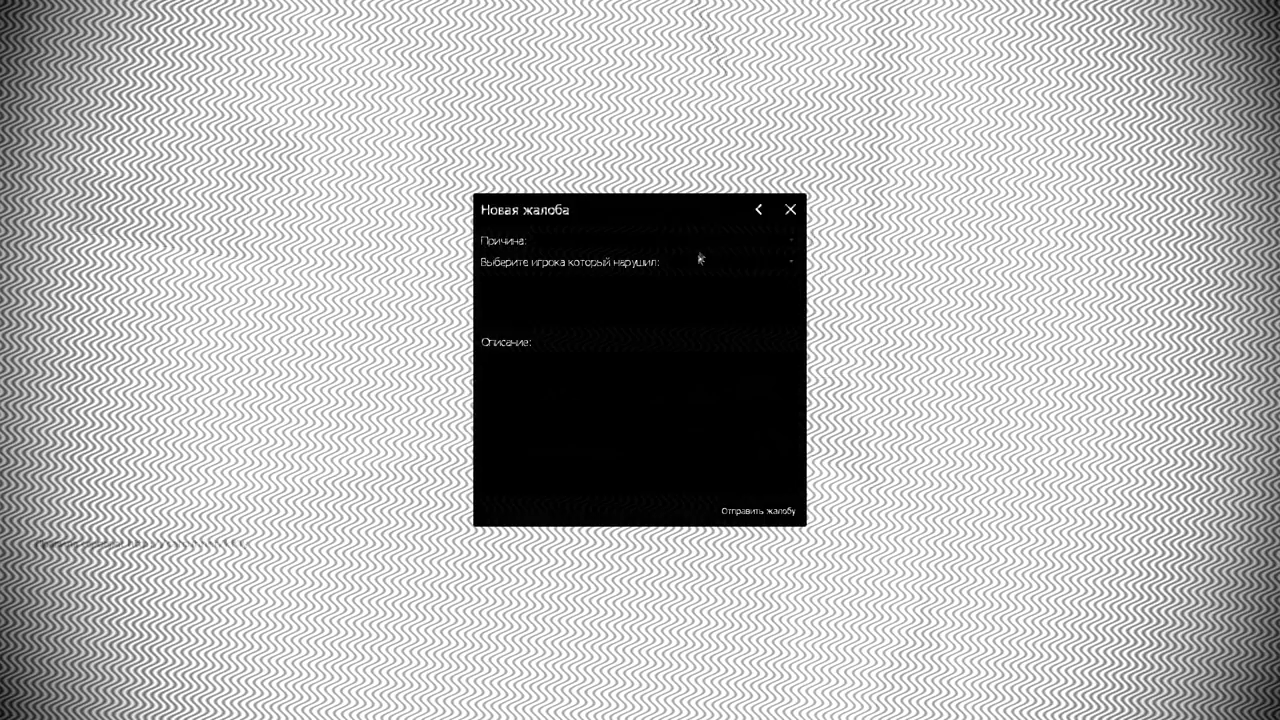 Новая жалоба
Причина:
Выберите игрока который нарушил:
Описание:
Отправить жалобу